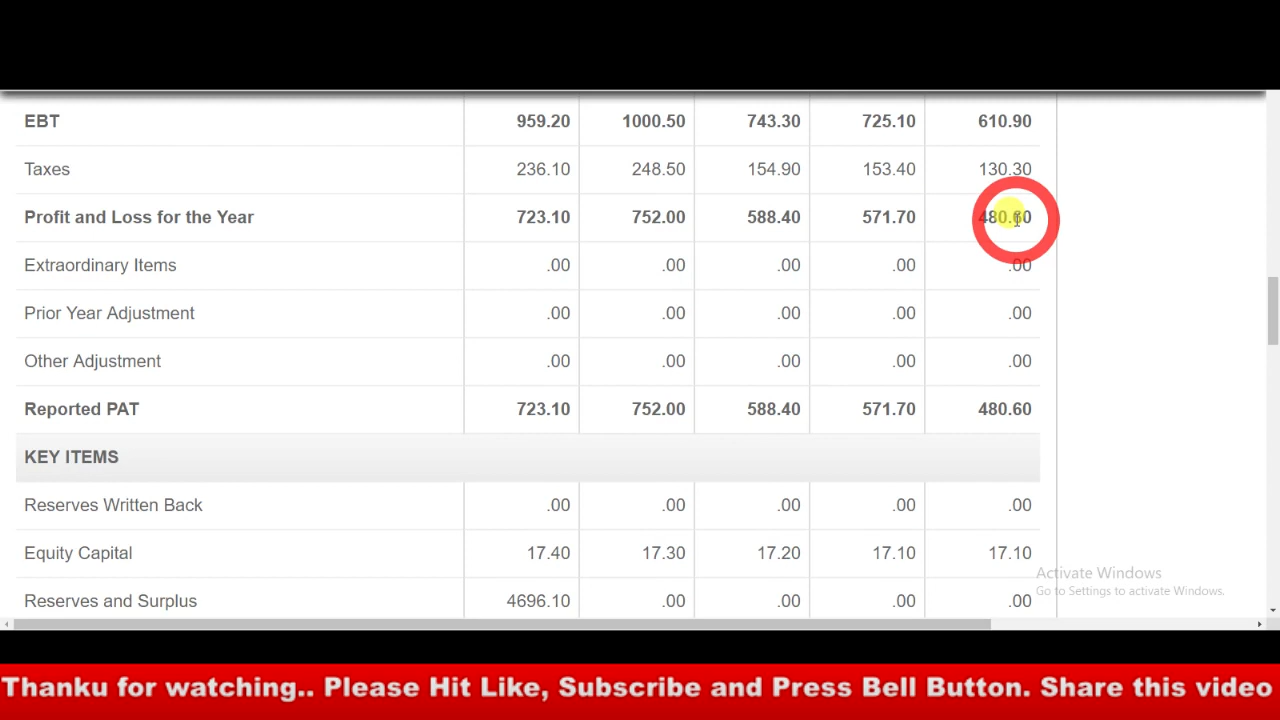 EBT 959.20 1000.50 743.30 725.10 610.90
Taxes 236.10 248.50 154.90 153.40 130.30
Profit and Loss for the Year 723.10 752.00 588.40 571.70 480.60
Extraordinary Items .00 .00 .00 .00 .00
Prior Year Adjustment .00 .00 .00 .00 .00
Other Adjustment .00 .00 .00 .00 .00
Reported PAT 723.10 752.00 588.40 571.70 480.60
KEY ITEMS
Reserves Written Back .00 .00 .00 .00 .00
Equity Capital 17.40 17.30 17.20 17.10 17.10
Activate Windows
Go to Settings to activate Windows.
Reserves and Surplus 4696.10 .00 .00 .00 .00
Thanku for watching.. Please Hit Like, Subscribe and Press Bell Button. Share this video